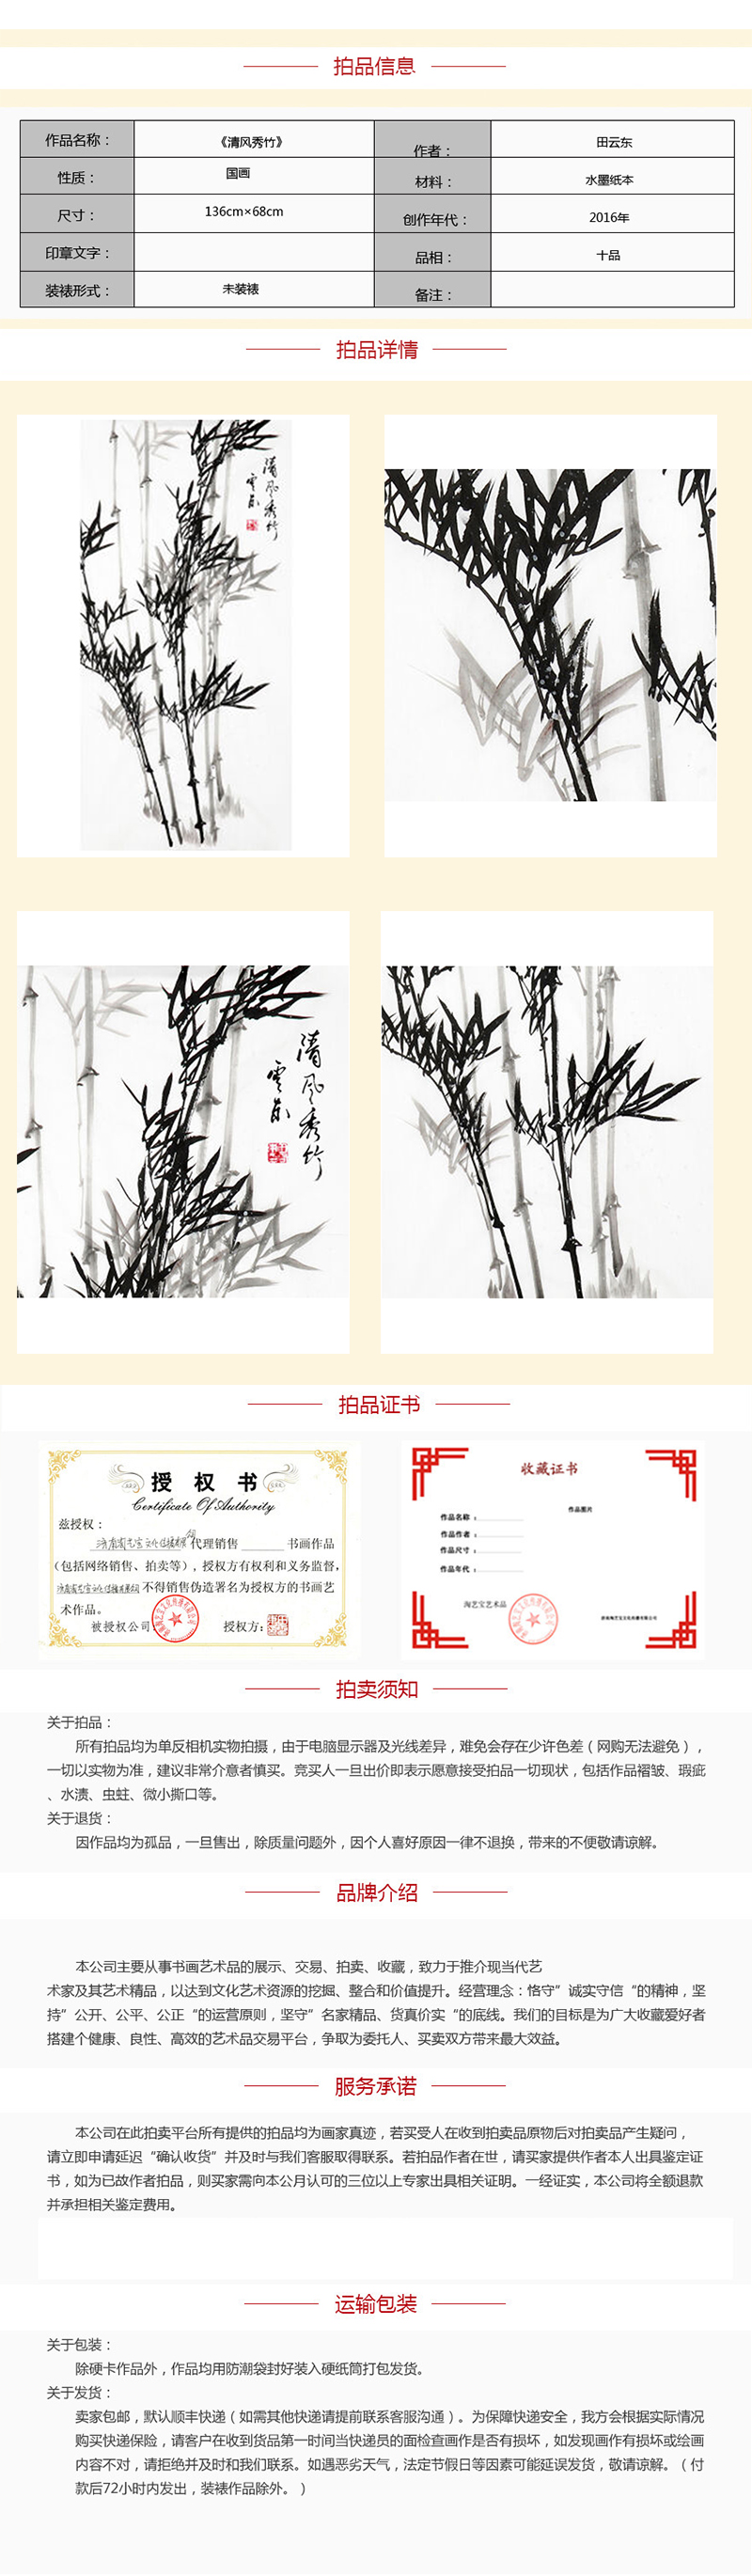 拍品信息
作品名称： 《清风秀竹》 作者： 田云东
性质： 国画 材料： 水墨纸本
尺寸： 136cm×68cm 创作年代： 2016年
印章文字： 品相： 十品
装裱形式： 未装裱 备注：
拍品详情
清风秀竹
云东
清风秀竹
云东
拍品证书
授权书
Certificate Of Authority
兹授权：
代理销售 书画作品
（包括网络销售、拍卖等），授权方有权利和义务监督，
不得销售伪造署名为授权方的书画艺
术作品。
被授权公司 授权方：
收藏证书
作品图片
作品名称：
作品作者：
作品尺寸：
作品年代：
淘艺宝艺术品
拍卖须知
关于拍品：
所有拍品均为单反相机实物拍摄，由于电脑显示器及光线差异，难免会存在少许色差（网购无法避免），
一切以实物为准，建议非常介意者慎买。竞买人一旦出价即表示愿意接受拍品一切现状，包括作品褶皱、瑕疵
、水渍、虫蛀、微小撕口等。
关于退货：
因作品均为孤品，一旦售出，除质量问题外，因个人喜好原因一律不退换，带来的不便敬请谅解。
品牌介绍
本公司主要从事书画艺术品的展示、交易、拍卖、收藏，致力于推介现当代艺
术家及其艺术精品，以达到文化艺术资源的挖掘、整合和价值提升。经营理念：恪守”诚实守信“的精神，坚
持”公开、公平、公正“的运营原则，坚守”名家精品、货真价实“的底线。我们的目标是为广大收藏爱好者
搭建个健康、良性、高效的艺术品交易平台，争取为委托人、买卖双方带来最大效益。
服务承诺
本公司在此拍卖平台所有提供的拍品均为画家真迹，若买受人在收到拍卖品原物后对拍卖品产生疑问，
请立即申请延迟“确认收货”并及时与我们客服取得联系。若拍品作者在世，请买家提供作者本人出具鉴定证
书，如为已故作者拍品，则买家需向本公月认可的三位以上专家出具相关证明。一经证实，本公司将全额退款
并承担相关鉴定费用。
运输包装
关于包装：
除硬卡作品外，作品均用防潮袋封好装入硬纸筒打包发货。
关于发货：
卖家包邮，默认顺丰快递（如需其他快递请提前联系客服沟通）。为保障快递安全，我方会根据实际情况
购买快递保险，请客户在收到货品第一时间当快递员的面检查画作是否有损坏，如发现画作有损坏或绘画
内容不对，请拒绝并及时和我们联系。如遇恶劣天气，法定节假日等因素可能延误发货，敬请谅解。（付
款后72小时内发出，装裱作品除外。）